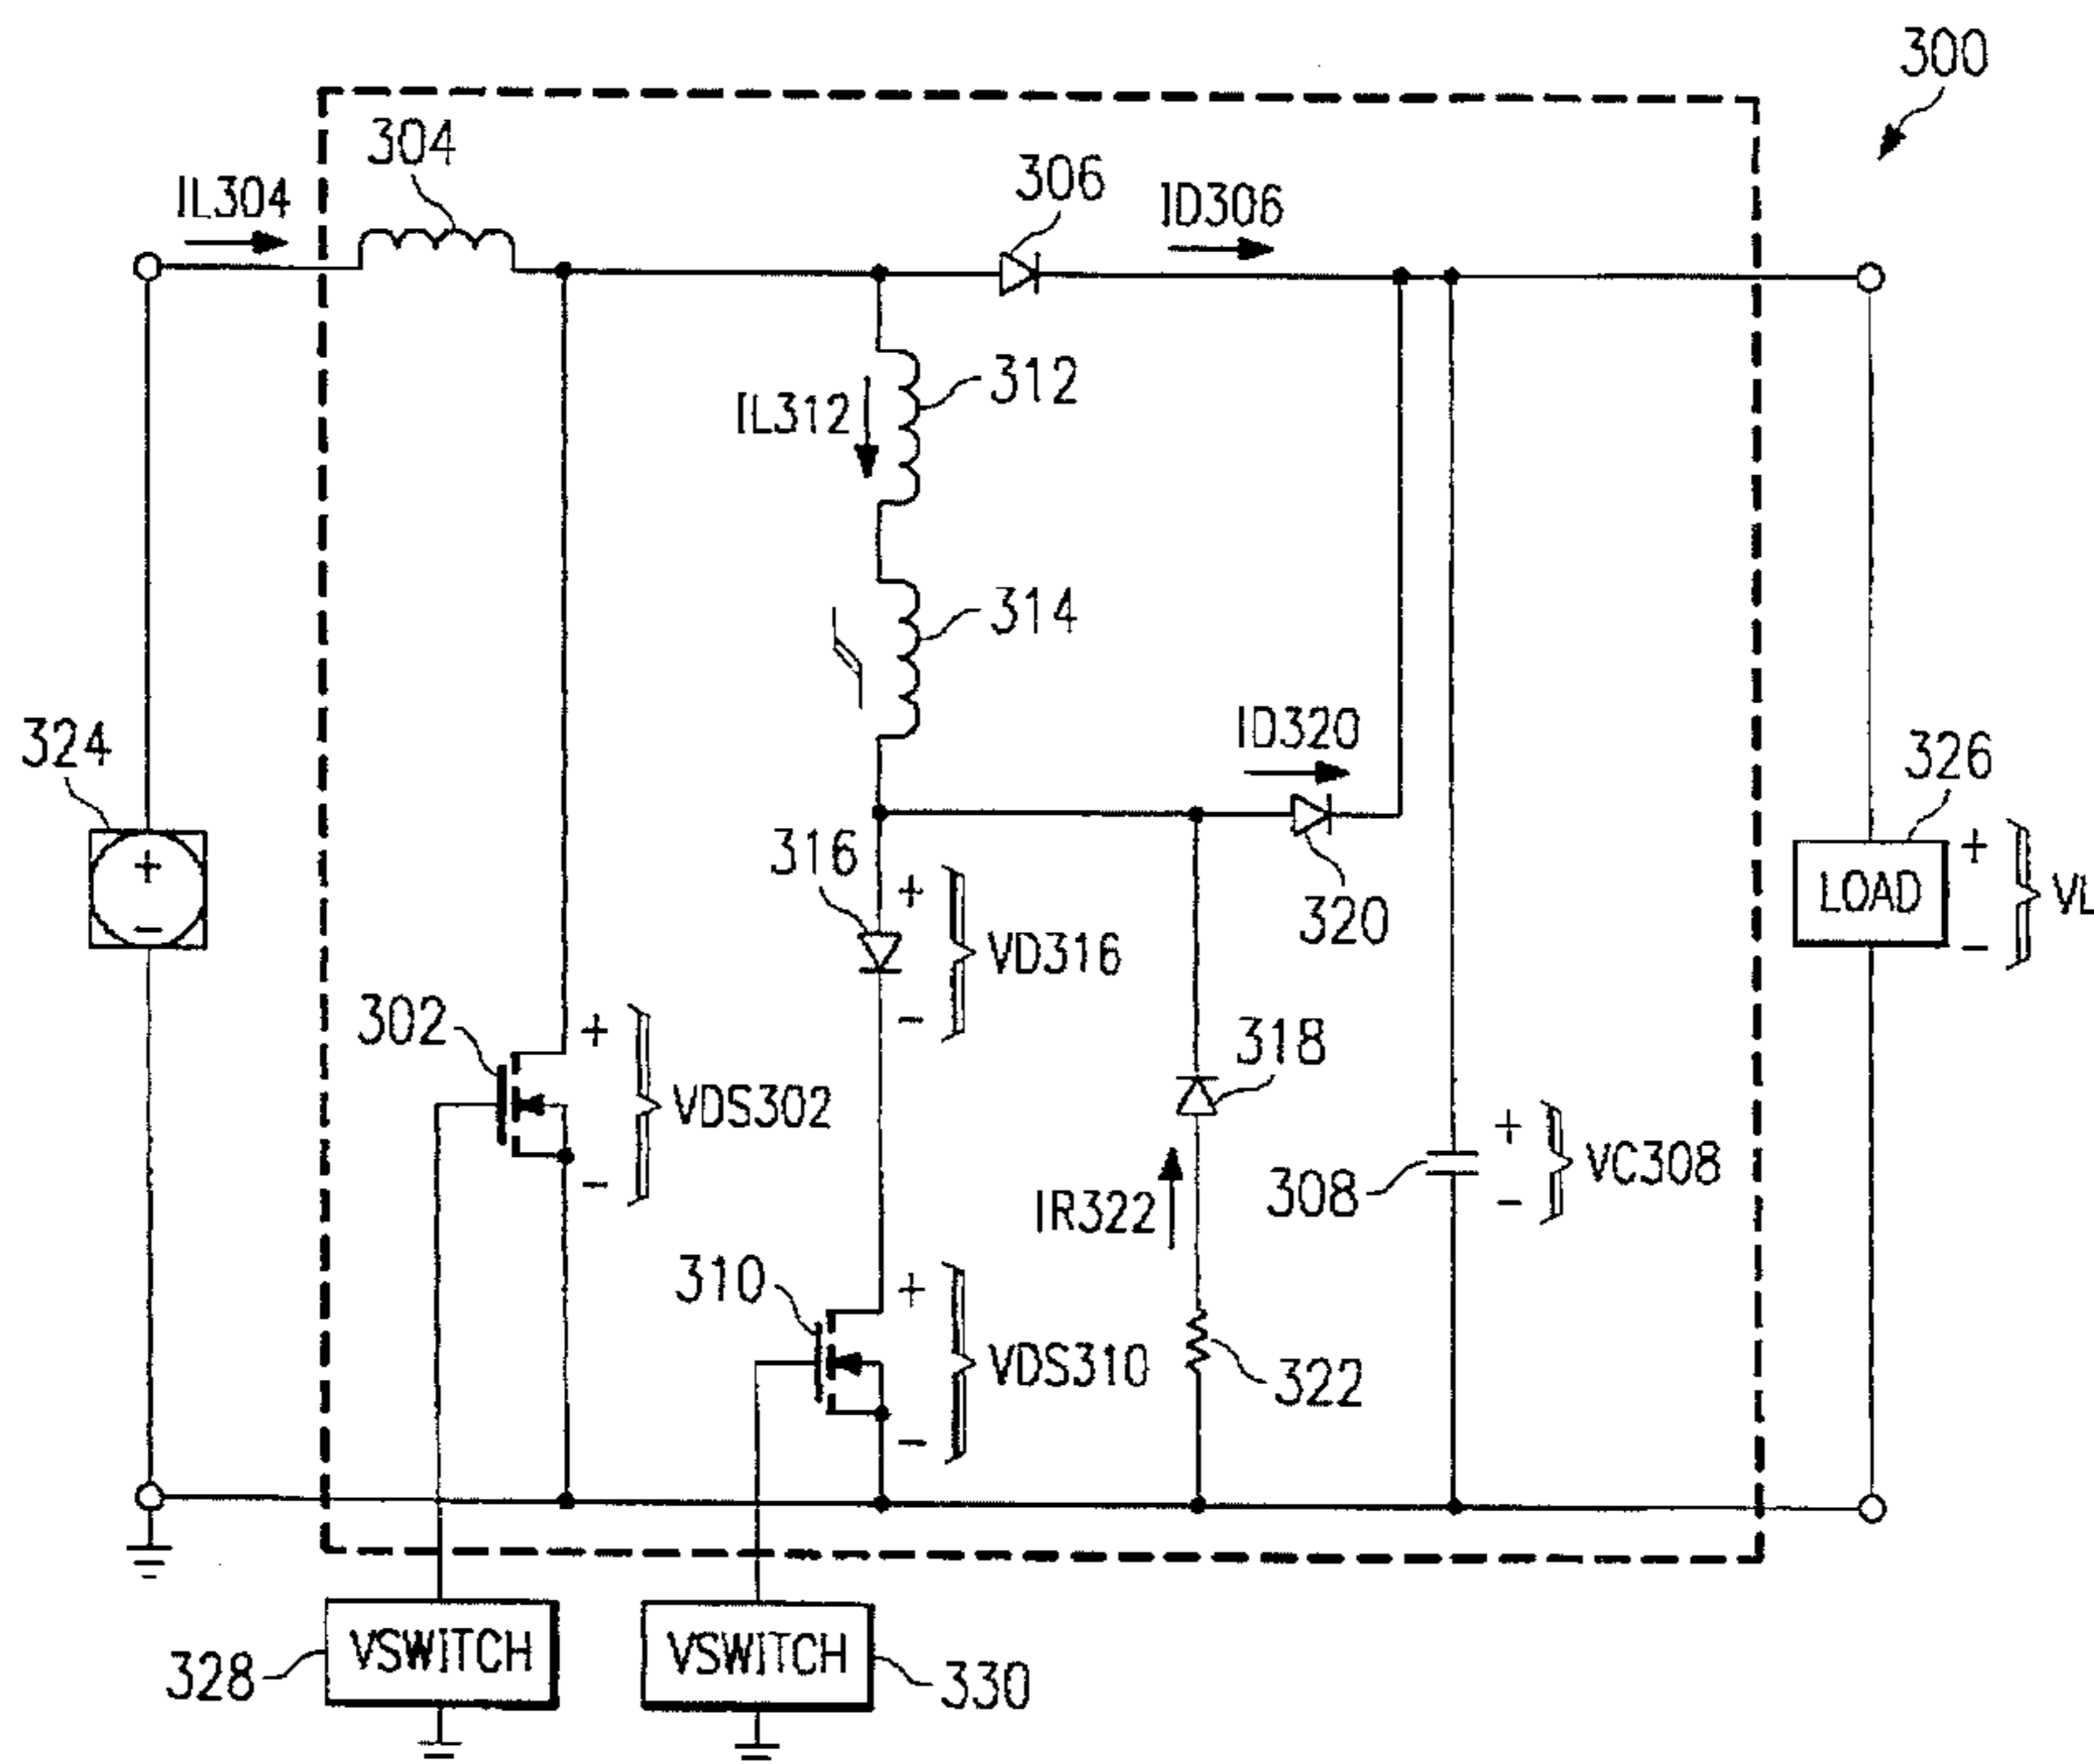 300
304
IL304
306
ID306
312
IL312
314
ID320
324
326
316
+
+
+
LOAD
VL
320
VD316
-
-
302
+
-
318
VDS302
+
VC308
308
-
-
IR322
310
+
VDS310
322
-
VSWITCH
VSWITCH
328
330